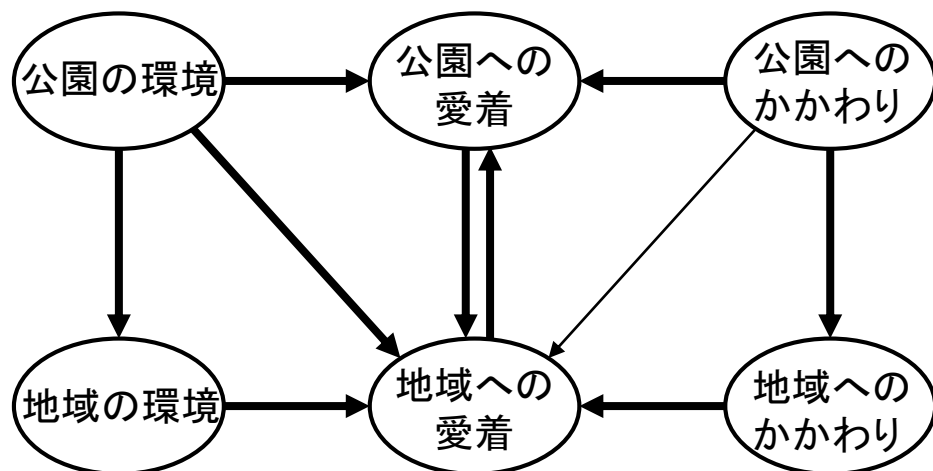 公園の環境
公園への
愛着
公園への
かかわり
地域の環境
地域への
愛着
地域への
かかわり